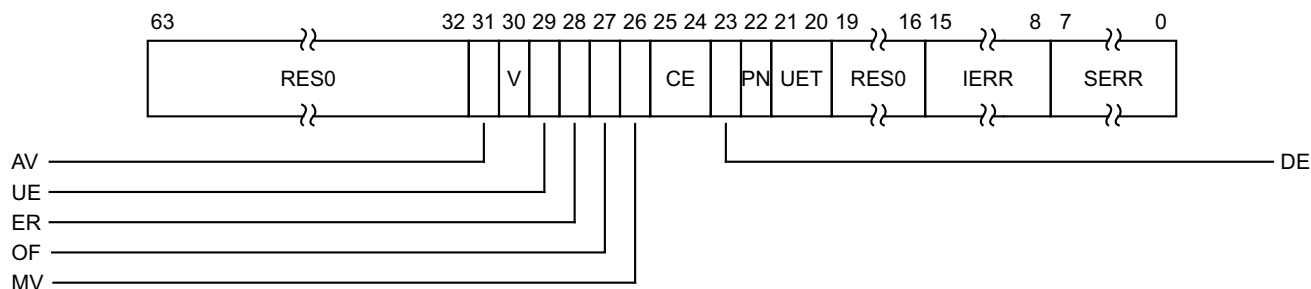 63 32 31 30 29 28 27 26 25 24 23 22 21 20 19 16 15 8 7 0
RES0 V CE PN UET RES0 IERR SERR
AV DE
UE
ER
OF
MV